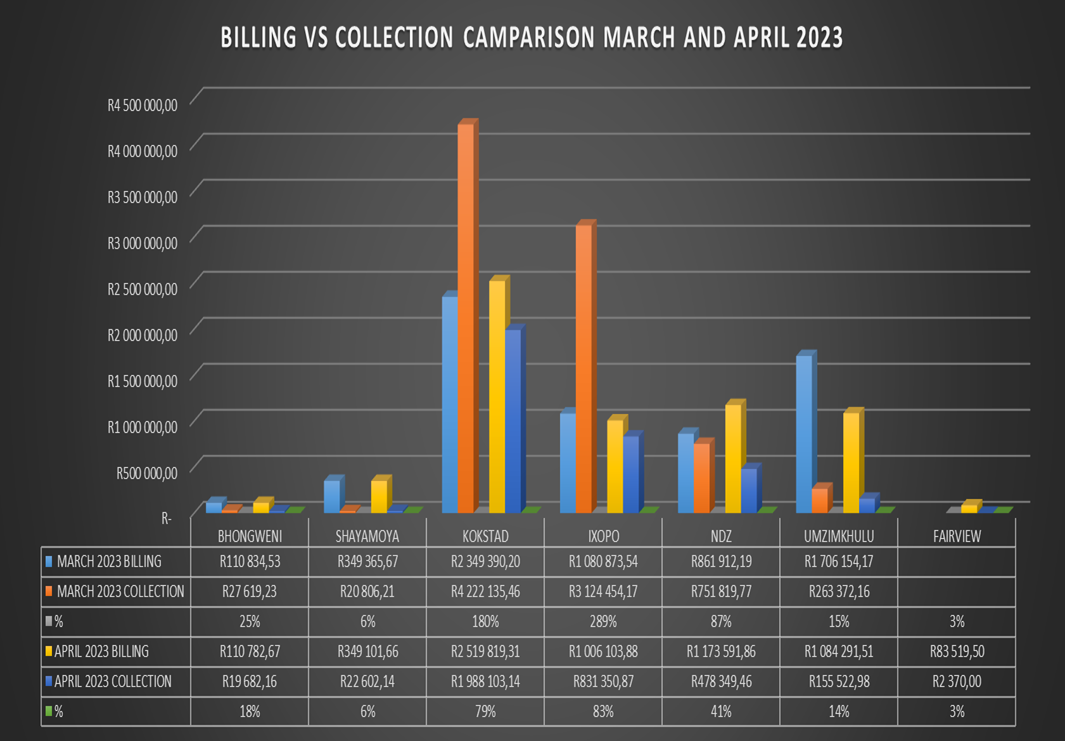 BILLING VS COLLECTION CAMPARISON MARCH AND APRIL 2023
R4 500 000,00
R4 000 000,00
R3 500 000,00
R3 000 000,00
R2 500 000,00
R2 000 000,00
R1 500 000,00
R1 000 000,00
R500 000,00
R-
BHONGWENI SHAYAMOYA KOKSTAD IXOPO NDZ UMZIMKHULU FAIRVIEW
MARCH 2023 BILLING R110 834,53 R349 365,67 R2 349 390,20 R1 080 873,54 R861 912,19 R1 706 154,17
MARCH 2023 COLLECTION R27 619,23 R20 806,21 R4 222 135,46 R3 124 454,17 R751 819,77 R263 372,16
% 25% 6% 180% 289% 87% 15% 3%
APRIL 2023 BILLING R110 782,67 R349 101,66 R2 519 819,31 R1 006 103,88 R1 173 591,86 R1 084 291,51 R83 519,50
APRIL 2023 COLLECTION R19 682,16 R22 602,14 R1 988 103,14 R831 350,87 R478 349,46 R155 522,98 R2 370,00
% 18% 6% 79% 83% 41% 14% 3%